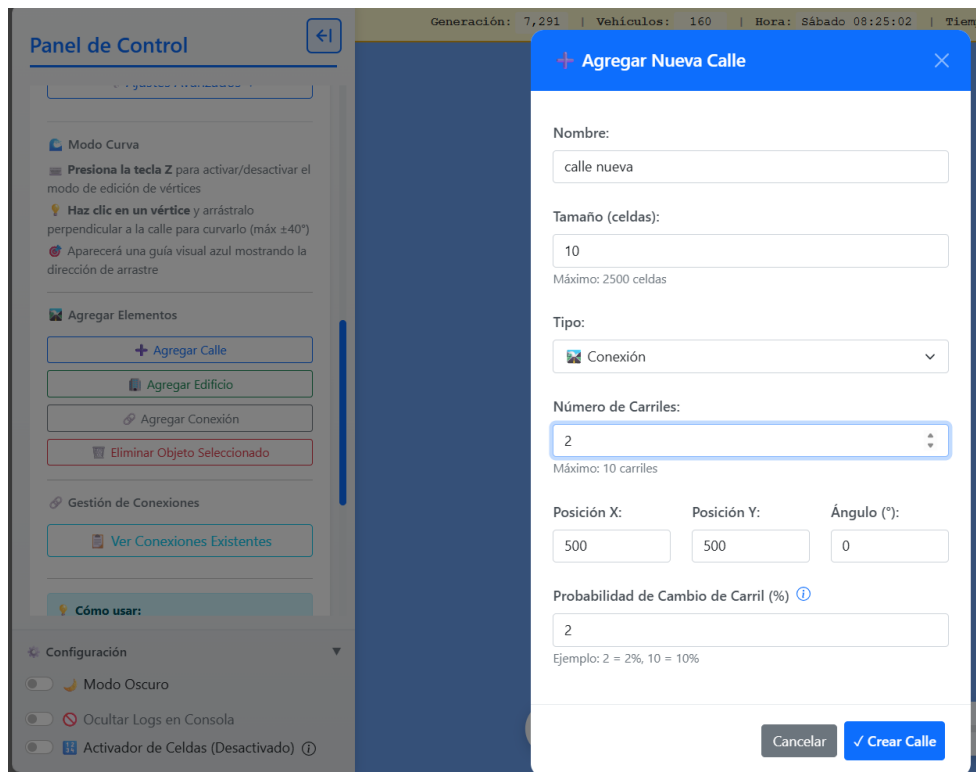 Generación: 7,291 | Vehículos: 160 | Hora: Sábado 08:25:02 |
Panel de Control
Ajustes Avanzados
Modo Curva
Presiona la tecla Z para activar/desactivar el
modo de edición de vértices
Haz clic en un vértice y arrástralo
perpendicular a la calle para curvarlo (máx ±40°)
Aparecerá una guía visual azul mostrando la
dirección de arrastre
Agregar Elementos
+ Agregar Calle
Agregar Edificio
Agregar Conexión
Eliminar Objeto Seleccionado
Gestión de Conexiones
Ver Conexiones Existentes
Cómo usar:
Configuración ▼
Modo Oscuro
Ocultar Logs en Consola
Activador de Celdas (Desactivado)
+ Agregar Nueva Calle
Nombre:
calle nueva
Tamaño (celdas):
10
Máximo: 2500 celdas
Tipo:
Conexión
Número de Carriles:
2
Máximo: 10 carriles
Posición X: Posición Y: Ángulo (°):
500 500 0
Probabilidad de Cambio de Carril (%)
2
Ejemplo: 2 = 2%, 10 = 10%
Cancelar ✓ Crear Calle